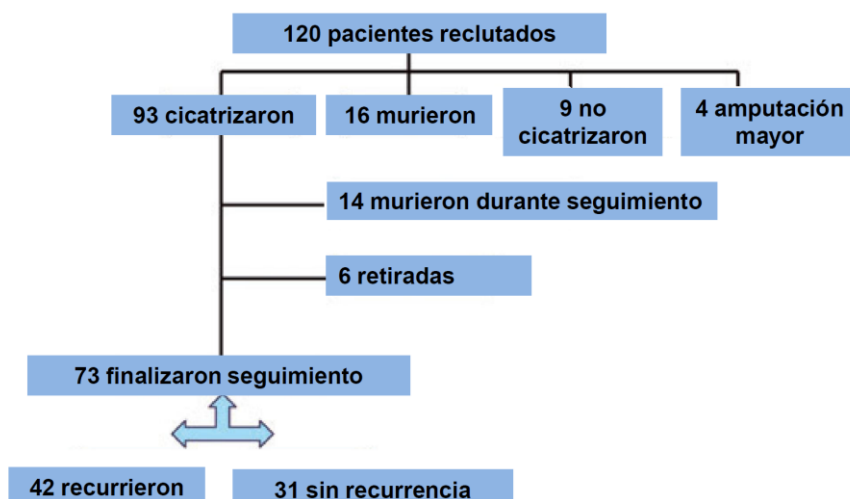 120 pacientes reclutados
93 cicatrizaron
16 murieron
9 no
cicatrizaron
4 amputación
mayor
14 murieron durante seguimiento
6 retiradas
73 finalizaron seguimiento
42 recurrieron
31 sin recurrencia